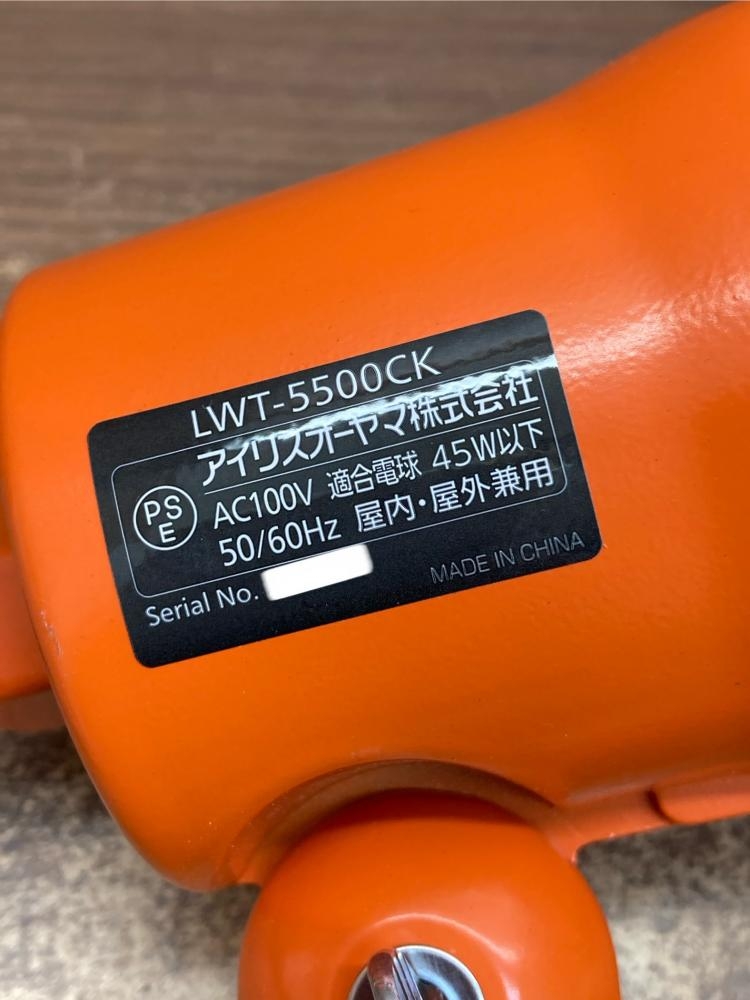 LWT-5500CK
アイリスオーヤマ株式会社
PS
E
AC100V 適合電球 45W以下
50/60Hz 屋内・屋外兼用
Serial No.
MADE IN CHINA